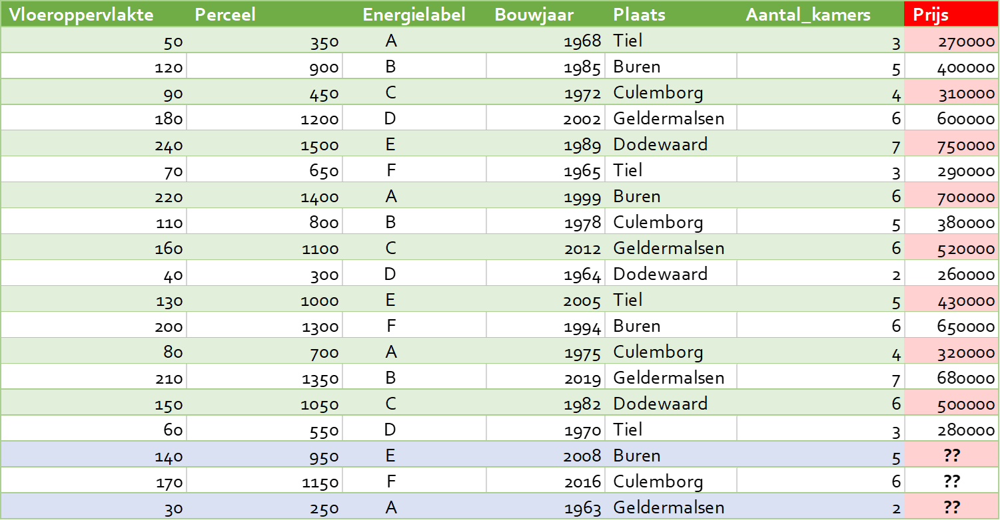 Vloeroppervlakte Perceel Energielabel Bouwjaar Plaats Aantal_kamers Prijs
50 350 A 1968 Tiel 3 270000
120 900 B 1985 Buren 5 400000
90 450 C 1972 Culemborg 4 310000
180 1200 D 2002 Geldermalsen 6 600000
240 1500 E 1989 Dodewaard 7 750000
70 650 F 1965 Tiel 3 290000
220 1400 A 1999 Buren 6 700000
110 800 B 1978 Culemborg 5 380000
160 1100 C 2012 Geldermalsen 6 520000
40 300 D 1964 Dodewaard 2 260000
130 1000 E 2005 Tiel 5 430000
200 1300 F 1994 Buren 6 650000
80 700 A 1975 Culemborg 4 320000
210 1350 B 2019 Geldermalsen 7 680000
150 1050 C 1982 Dodewaard 6 500000
60 550 D 1970 Tiel 3 280000
140 950 E 2008 Buren 5 ??
170 1150 F 2016 Culemborg 6 ??
30 250 A 1963 Geldermalsen 2 ??